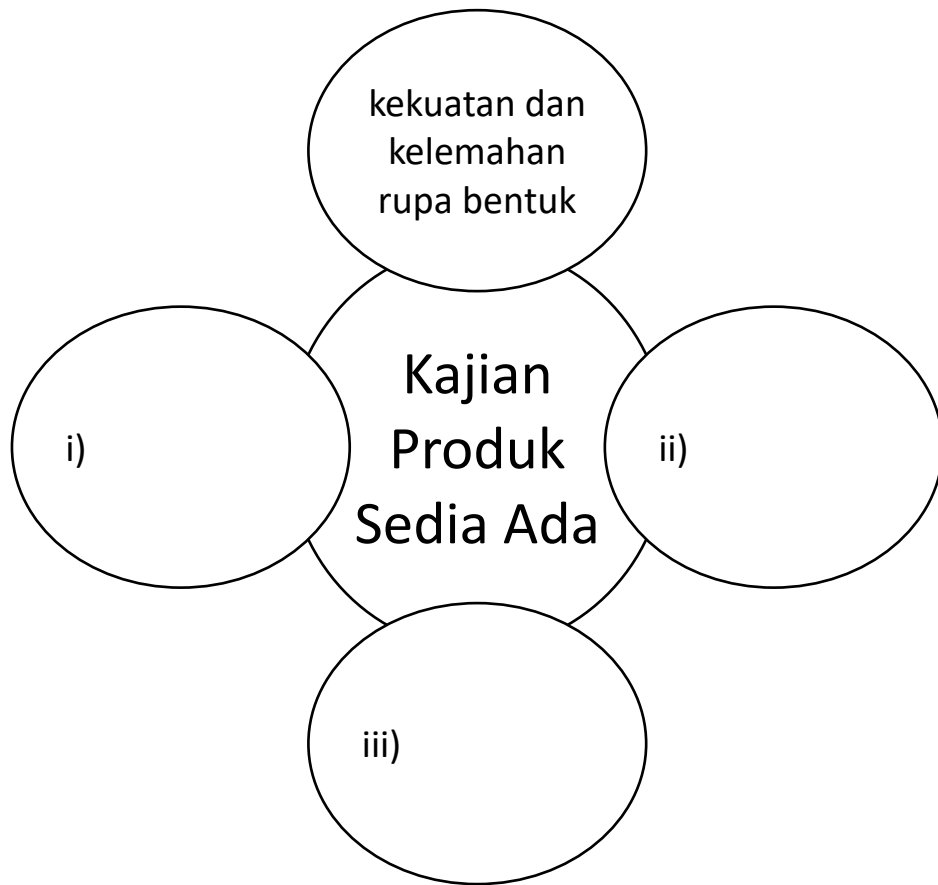 kekuatan dan
kelemahan
rupa bentuk
Kajian
Produk
Sedia Ada
i)
ii)
iii)